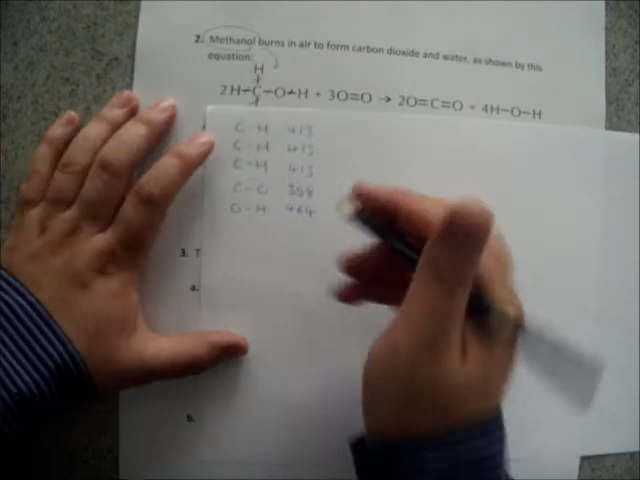 2. Methanol burns in air to form carbon dioxide and water, as shown by this
equation:
H
2H-C-O-H + 3O=O → 2O=C=O + 4H-O-H
C H 413
C-H 413
C-H 413
C-O 358
O-H 464
3. T
a.
b.